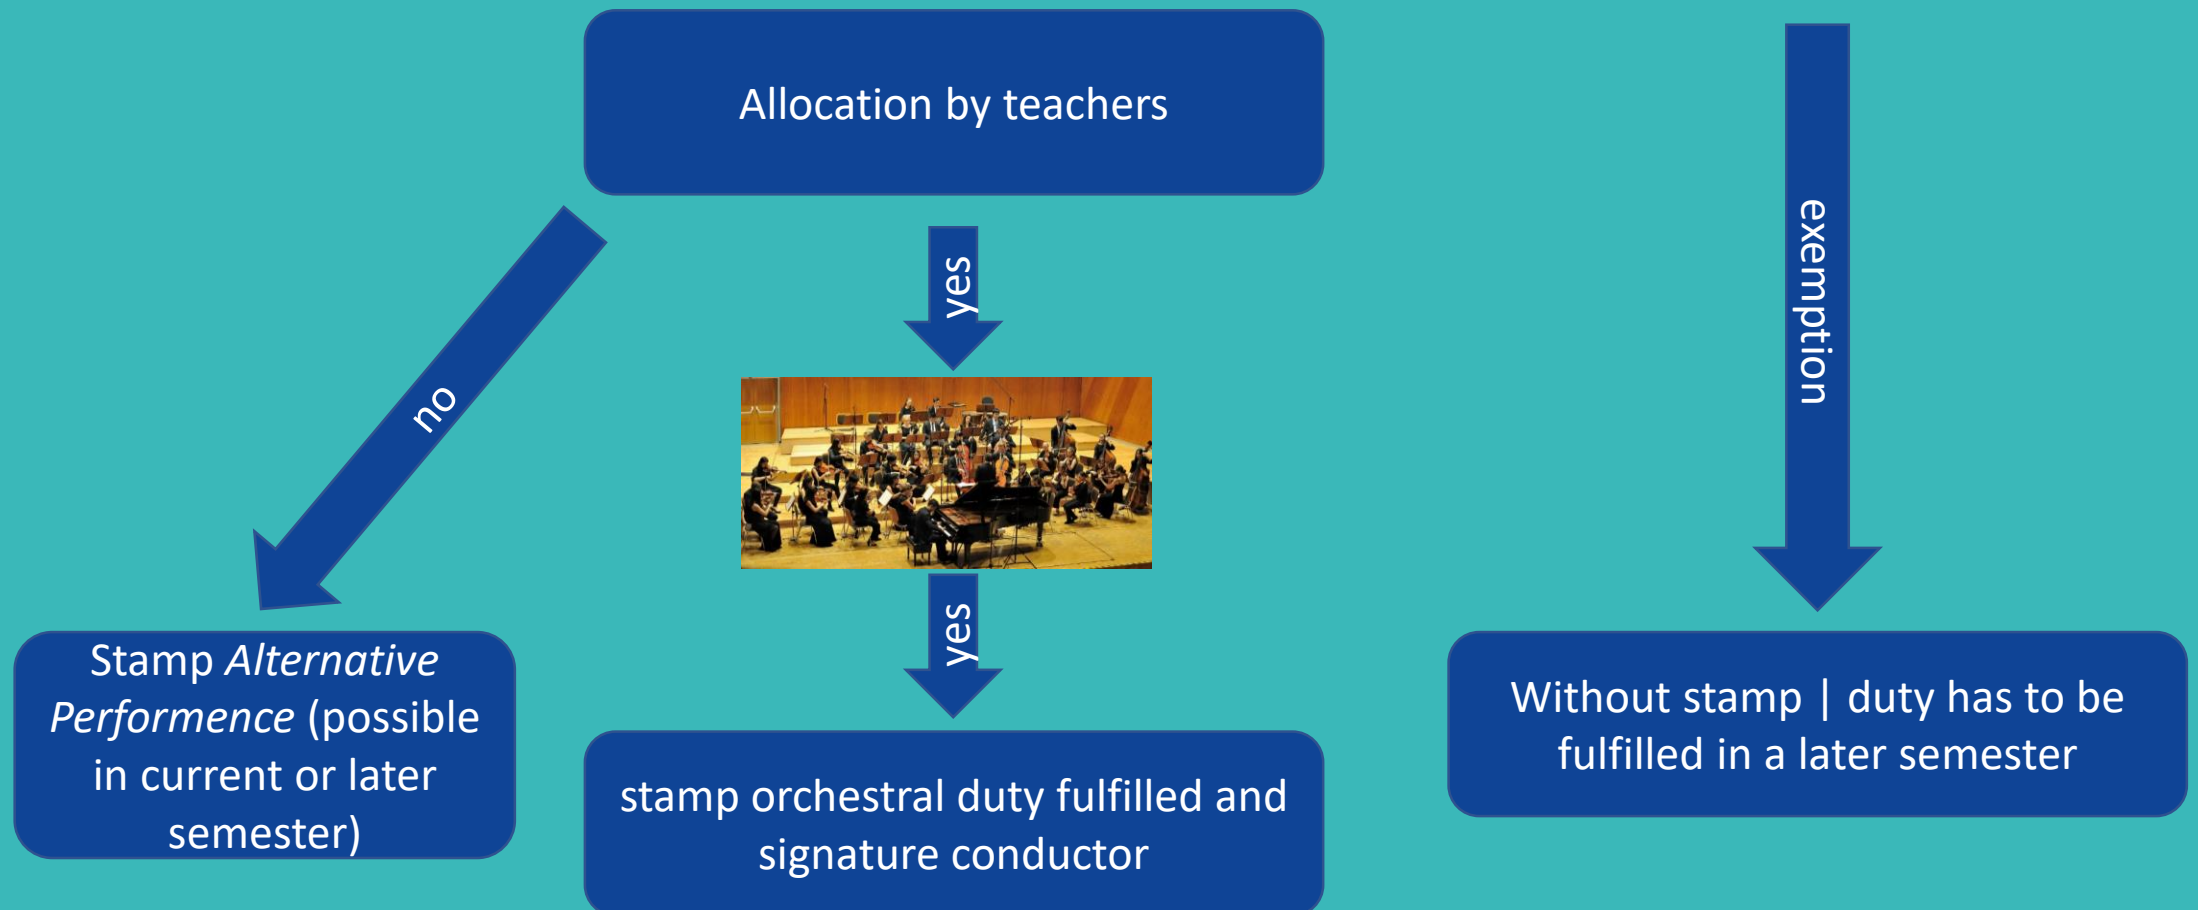 Allocation by teachers
no
yes
exemption
yes
Stamp Alternative
Performence (possible
in current or later
semester)
stamp orchestral duty fulfilled and
signature conductor
Without stamp | duty has to be
fulfilled in a later semester